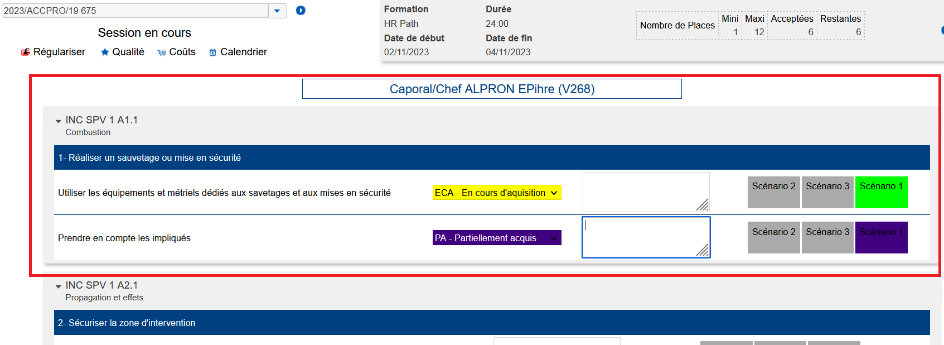 2023/ACCPRO/19 675
Session en cours
Régulariser Qualité Coûts Calendrier
Formation Durée
HR Path 24:00
Date de début Date de fin
02/11/2023 04/11/2023
Nombre de Places Mini Maxi Acceptées Restantes
1 12 6 6
Caporal/Chef ALPRON EPihre (V268)
INC SPV 1 A1.1
Combustion
1- Réaliser un sauvetage ou mise en sécurité
Utiliser les équipements et métriels dédiés aux savetages et aux mises en sécurité ECA - En cours d'aquisition Scénario 2 Scénario 3 Scénario 1
Prendre en compte les impliqués PA - Partiellement acquis Scénario 2 Scénario 3 Scénario 1
INC SPV 1 A2.1
Propagation et effets
2- Sécuriser la zone d'intervention